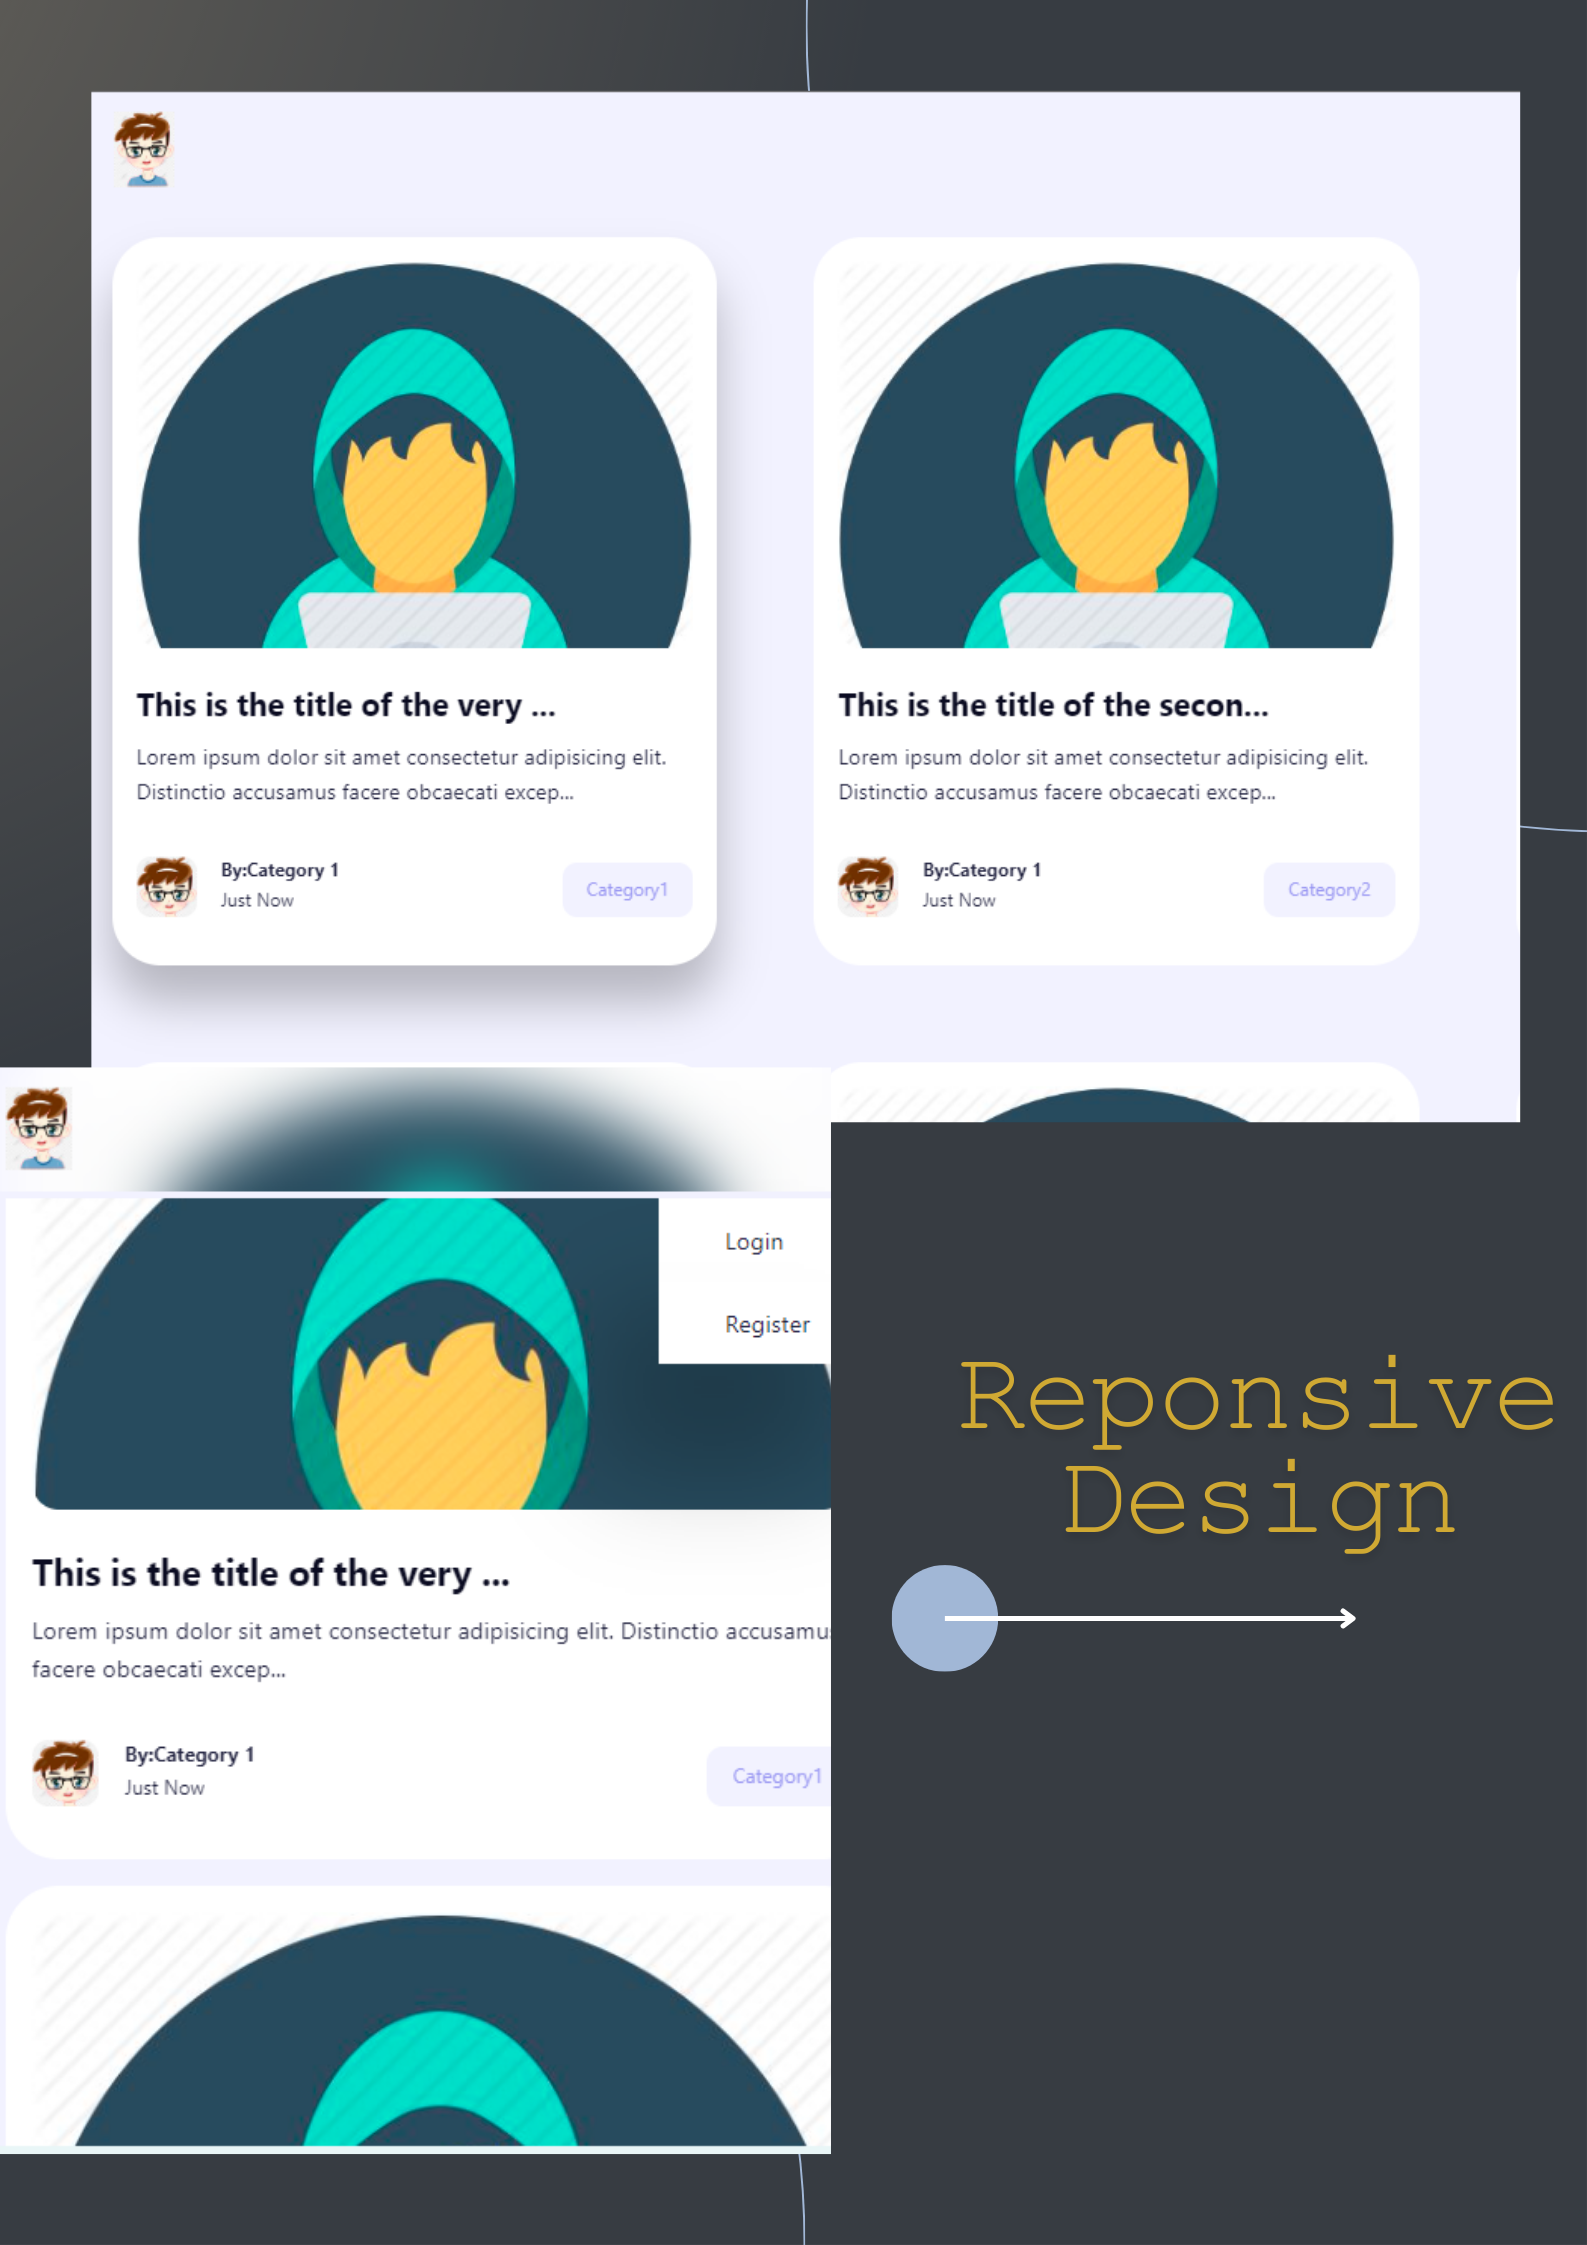 This is the title of the very ...
Lorem ipsum dolor sit amet consectetur adipisicing elit.
Distinctio accusamus facere obcaecati excep...
By:Category 1
Just Now
Category1
This is the title of the secon...
Lorem ipsum dolor sit amet consectetur adipisicing elit.
Distinctio accusamus facere obcaecati excep...
By:Category 1
Just Now
Category2
Login
Register
This is the title of the very ...
Lorem ipsum dolor sit amet consectetur adipisicing elit. Distinctio accusamus
facere obcaecati excep...
By:Category 1
Just Now
Category1
Reponsive
Design